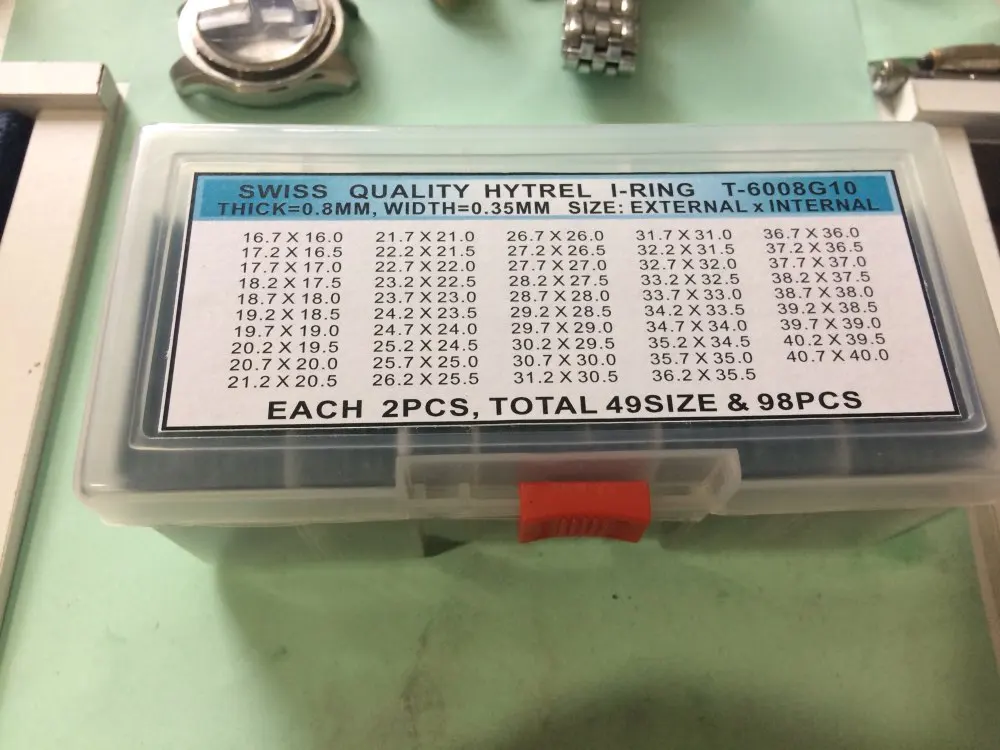 SWISS QUALITY HYTREL I-RING T-6008G10
THICK=0.8MM, WIDTH=0.35MM SIZE: EXTERNAL x INTERNAL
16.7 X 16.0 21.7 X 21.0 26.7 X 26.0 31.7 X 31.0 36.7 X 36.0
17.2 X 16.5 22.2 X 21.5 27.2 X 26.5 32.2 X 31.5 37.2 X 36.5
17.7 X 17.0 22.7 X 22.0 27.7 X 27.0 32.7 X 32.0 37.7 X 37.0
18.2 X 17.5 23.2 X 22.5 28.2 X 27.5 33.2 X 32.5 38.2 X 37.5
18.7 X 18.0 23.7 X 23.0 28.7 X 28.0 33.7 X 33.0 38.7 X 38.0
19.2 X 18.5 24.2 X 23.5 29.2 X 28.5 34.2 X 33.5 39.2 X 38.5
19.7 X 19.0 24.7 X 24.0 29.7 X 29.0 34.7 X 34.0 39.7 X 39.0
20.2 X 19.5 25.2 X 24.5 30.2 X 29.5 35.2 X 34.5 40.2 X 39.5
20.7 X 20.0 25.7 X 25.0 30.7 X 30.0 35.7 X 35.0 40.7 X 40.0
21.2 X 20.5 26.2 X 25.5 31.2 X 30.5 36.2 X 35.5
EACH 2PCS, TOTAL 49SIZE & 98PCS